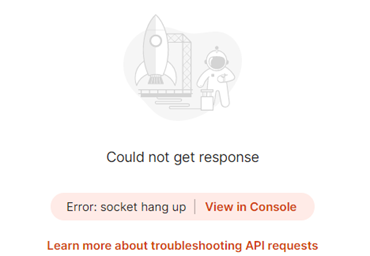 Could not get response
Error: socket hang up | View in Console
Learn more about troubleshooting API requests